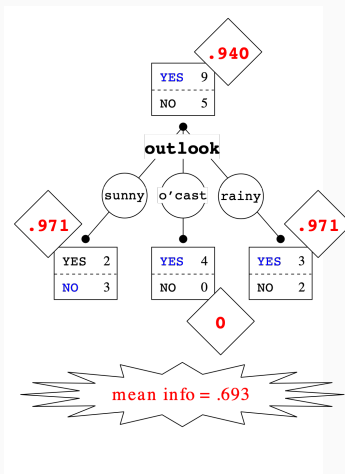 .940
YES 9
NO 5
outlook
sunny
o'cast
rainy
.971
.971
YES 2
NO 3
YES 4
NO 0
YES 3
NO 2
0
mean info = .693